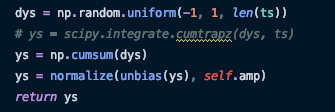 dys = np.random.uniform(-1, 1, len(ts))
# ys = scipy.integrate.cumtrapz(dys, ts)
ys = np.cumsum(dys)
ys = normalize(unbias(ys), self.amp)
return ys